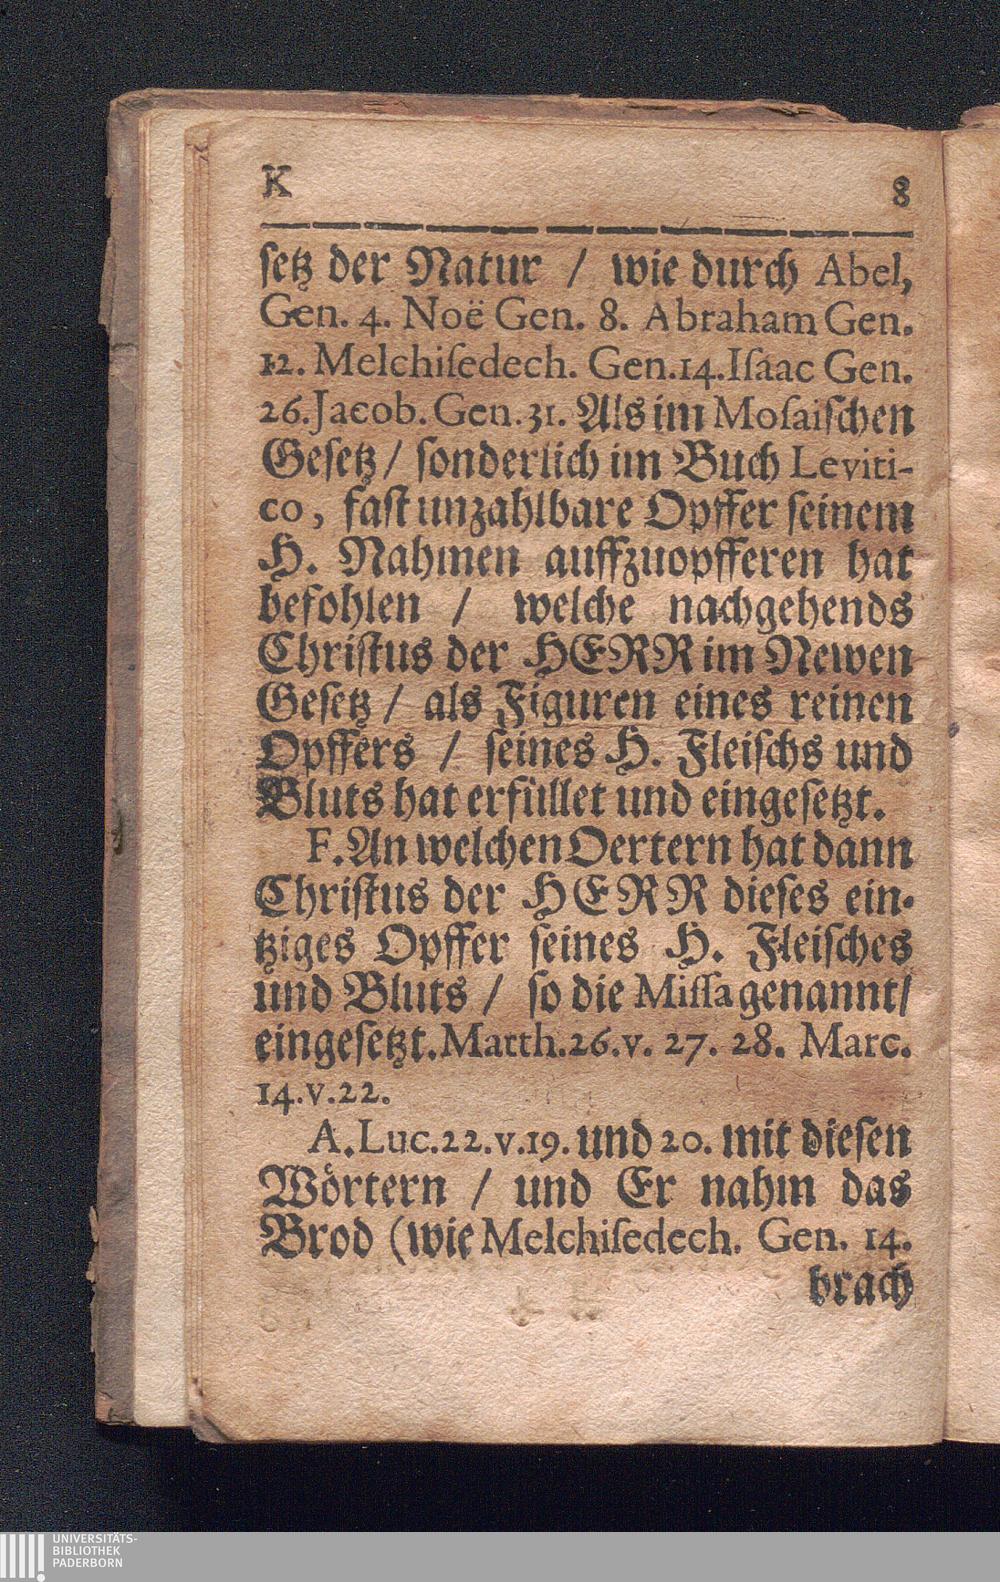 K 8
ſetz der Natur / wie durch Abel,
Gen. 4. Noë Gen. 8. Abraham Gen.
12. Melchiſedech. Gen. 14. Iſaac Gen.
26. Jacob. Gen. 31. Als im Moſaiſchen
Geſetz / ſonderlich im Buch Leviti-
co, faſt unzahlbare Opffer ſeinem
H. Nahmen auffzuopfferen hat
befohlen / welche nachgehends
Chriſtus der HERR im Newen
Geſetz / als Figuren eines reinen
Opffers / ſeines H. Fleiſchs und
Bluts hat erfüllet und eingeſetzt.
F. An welchen Oertern hat dann
Chriſtus der HERR dieſes ein-
tziges Opffer ſeines H. Fleiſches
und Bluts / ſo die Miſſa genannt /
eingeſetzt. Matth. 26. v. 27. 28. Marc.
14. v. 22.
A. Luc. 22. v. 19. und 20. mit dieſen
Wörtern / und Er nahm das
Brod (wie Melchiſedech. Gen. 14.
brach
UNIVERSITÄTS-
BIBLIOTHEK
PADERBORN